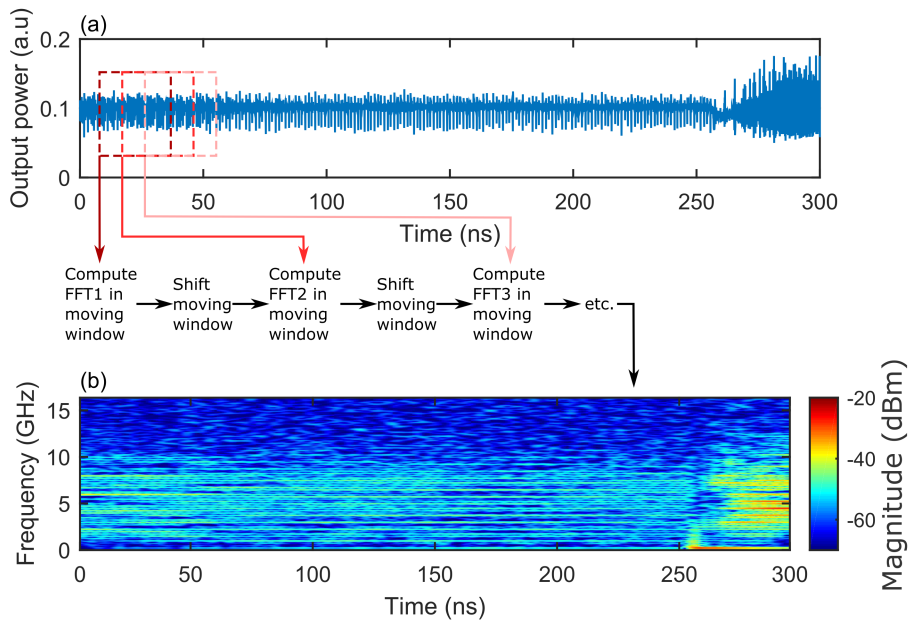 (a)
Output power (a.u)
0.2
0.1
0
0 50 100 150 200 250 300
Time (ns)
Compute
FFT1 in
moving
window
Shift
moving
window
Compute
FFT2 in
moving
window
Shift
moving
window
Compute
FFT3 in
moving
window
etc.
(b)
Frequency (GHz)
15
10
5
0
0 50 100 150 200 250 300
Time (ns)
-20
-40
-60
Magnitude (dBm)